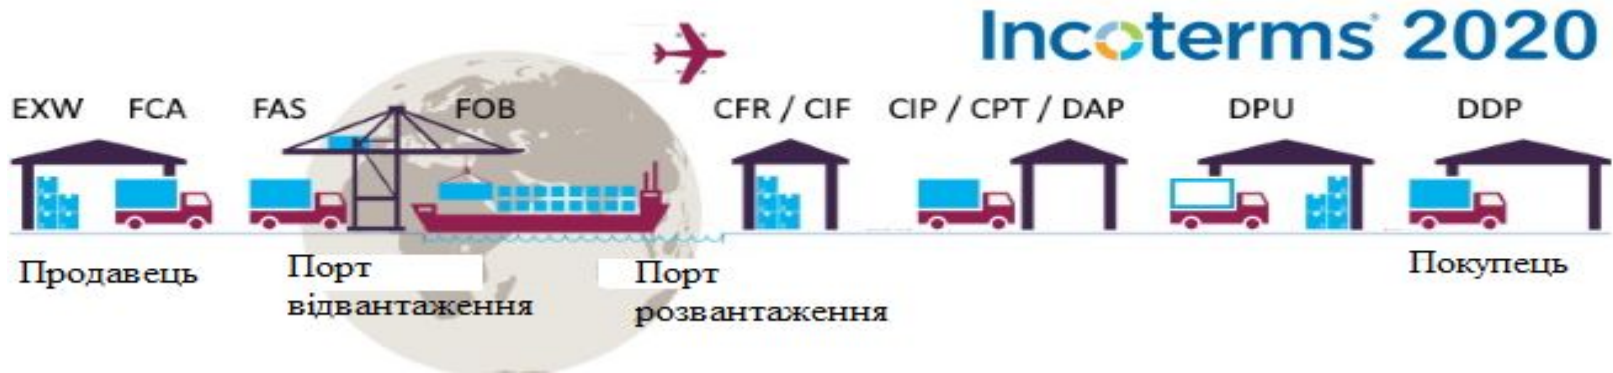 Incoterms 2020
EXW FCA FAS FOB CFR / CIF CIP / CPT / DAP DPU DDP
Продавець
Порт
відвантаження
Порт
розвантаження
Покупець